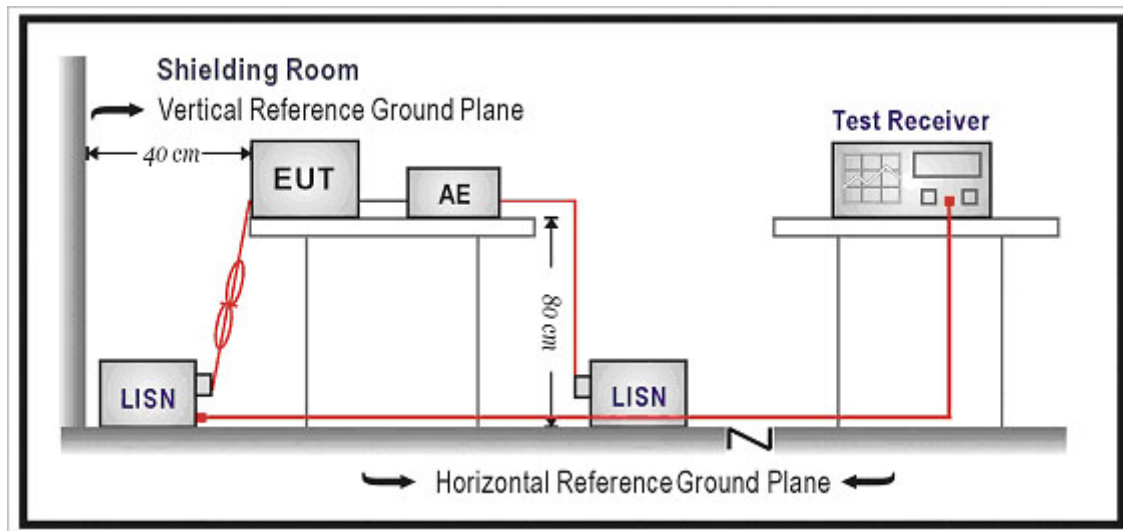 Shielding Room
Vertical Reference Ground Plane
Test Receiver
40 cm
EUT
AE
80 cm
LISN
LISN
Horizontal Reference Ground Plane